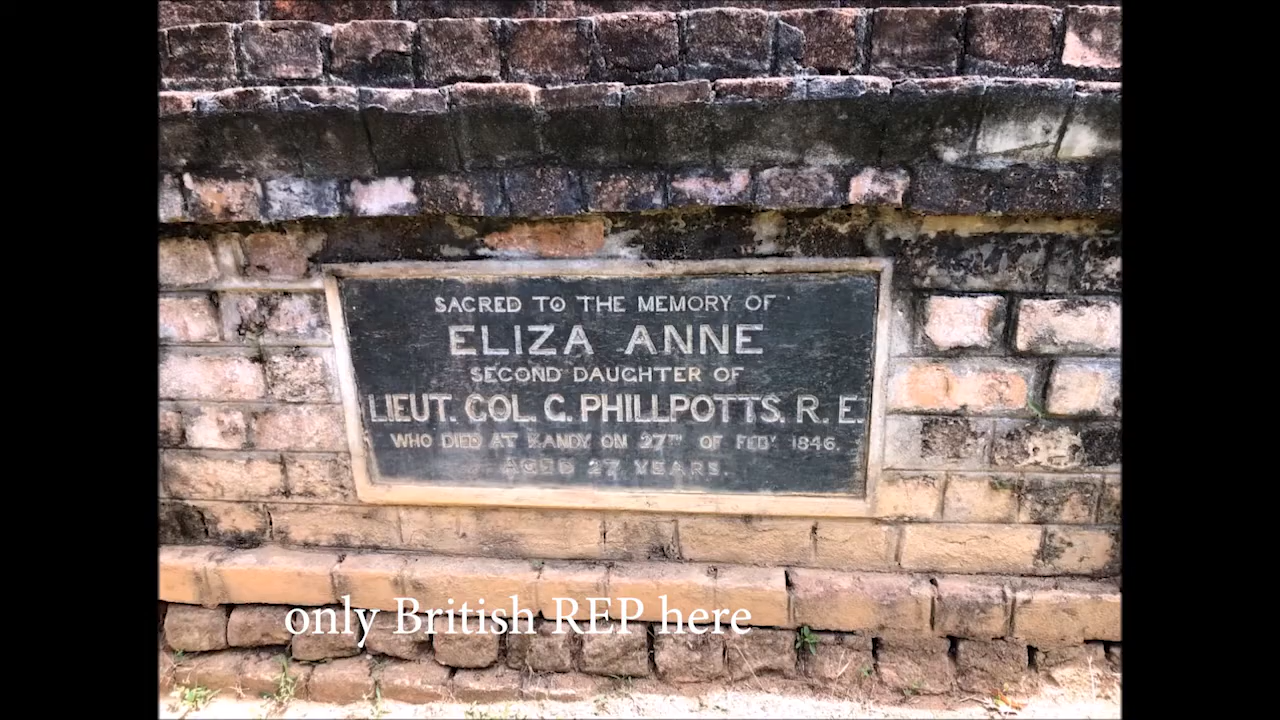 SACRED TO THE MEMORY OF
ELIZA ANNE
SECOND DAUGHTER OF
LIEUT. COL. G. PHILLPOTTS. R. E.
WHO DIED AT KANDY ON 27TH OF FEBY 1846.
AGED 27 YEARS.
only British REP here